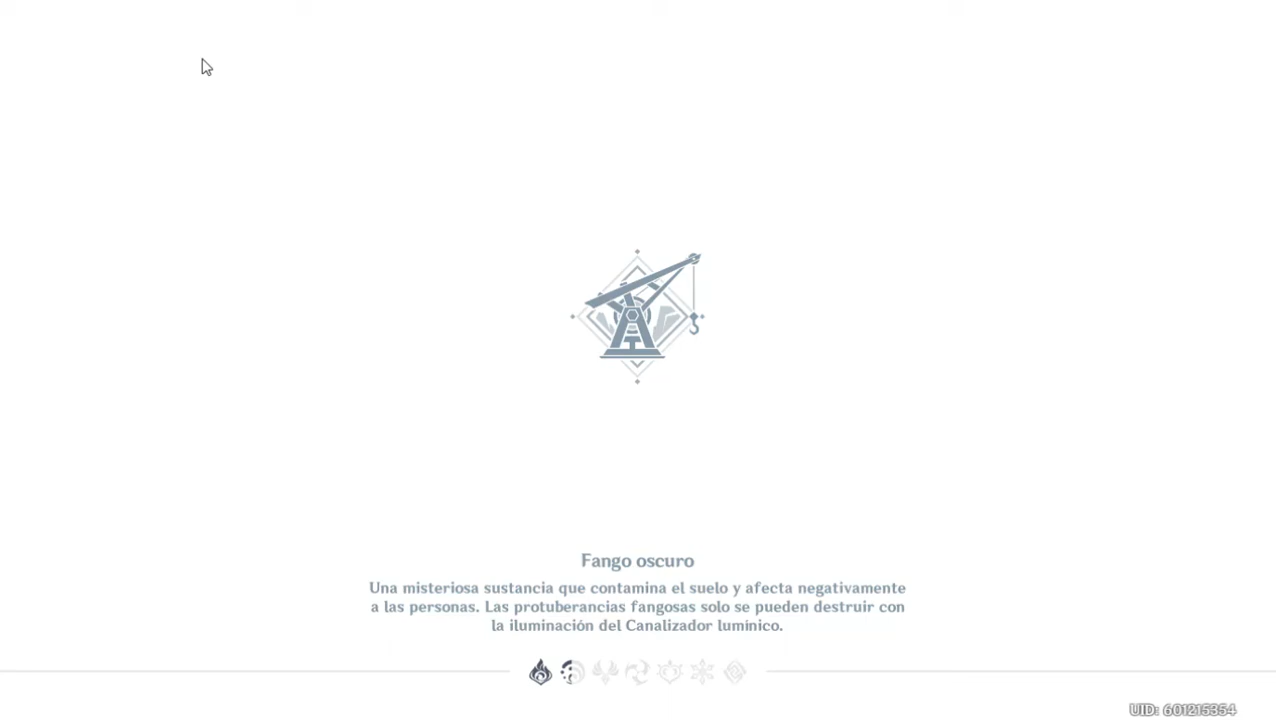 Fango oscuro
Una misteriosa sustancia que contamina el suelo y afecta negativamente
a las personas. Las protuberancias fangosas solo se pueden destruir con
la iluminación del Canalizador lumínico.
UID: 601215354